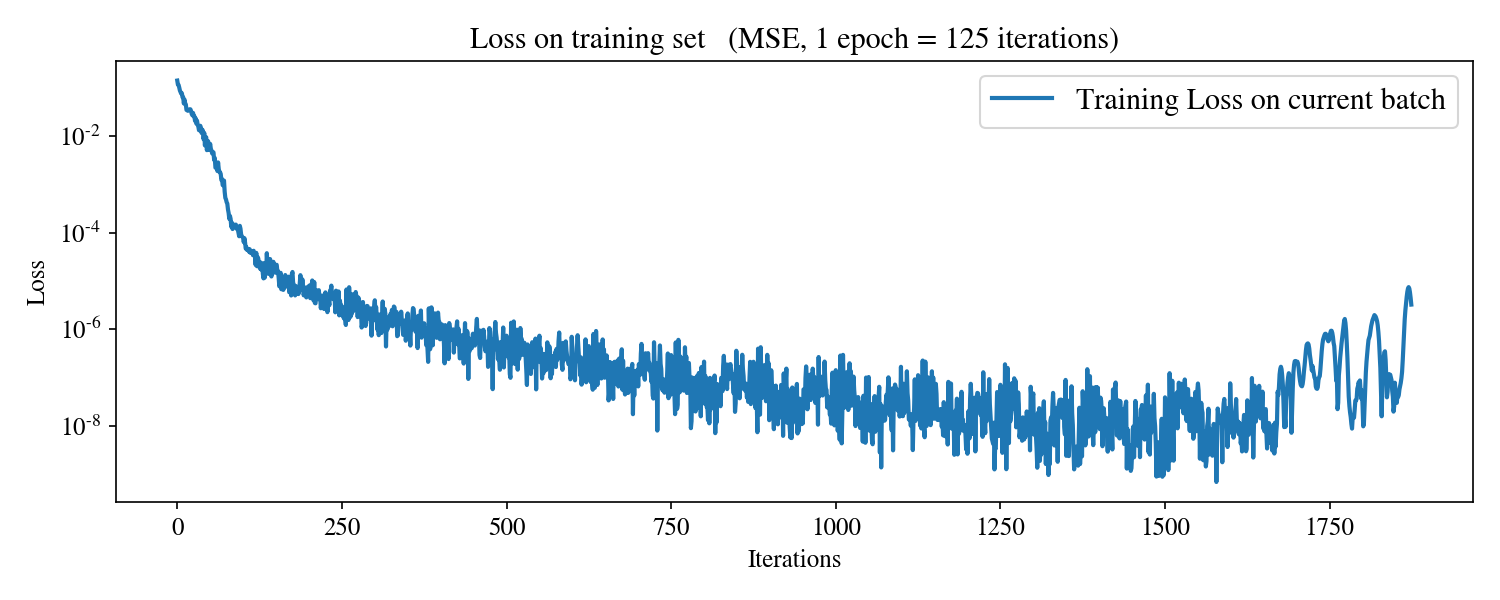 Loss on training set (MSE, 1 epoch = 125 iterations)
Training Loss on current batch
Loss
10-2
10-4
10-6
10-8
0 250 500 750 1000 1250 1500 1750
Iterations